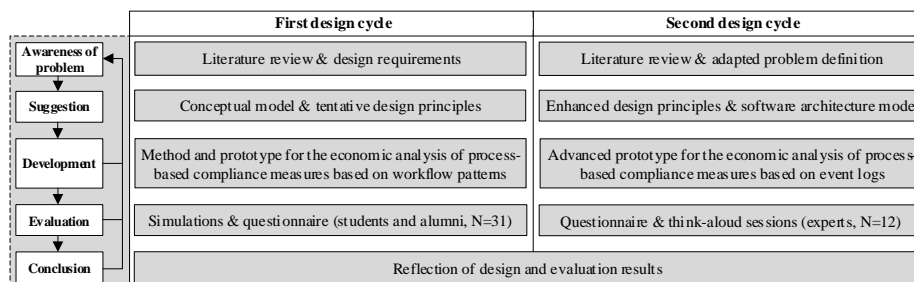 First design cycle
Second design cycle
Awareness of
problem
Literature review & design requirements
Literature review & adapted problem definition
Suggestion
Conceptual model & tentative design principles
Enhanced design principles & software architecture model
Development
Method and prototype for the economic analysis of process-
based compliance measures based on workflow patterns
Advanced prototype for the economic analysis of process-
based compliance measures based on event logs
Evaluation
Simulations & questionnaire (students and alumni, N=31)
Questionnaire & think-aloud sessions (experts, N=12)
Conclusion
Reflection of design and evaluation results